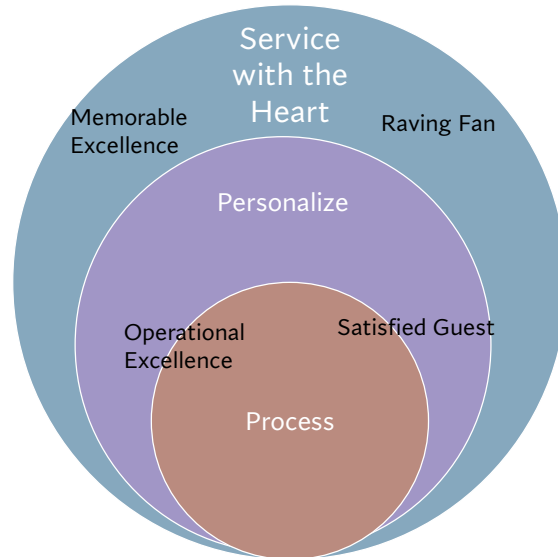 Service
with the
Heart
Memorable
Excellence
Raving Fan
Personalize
Operational
Excellence
Satisfied Guest
Process